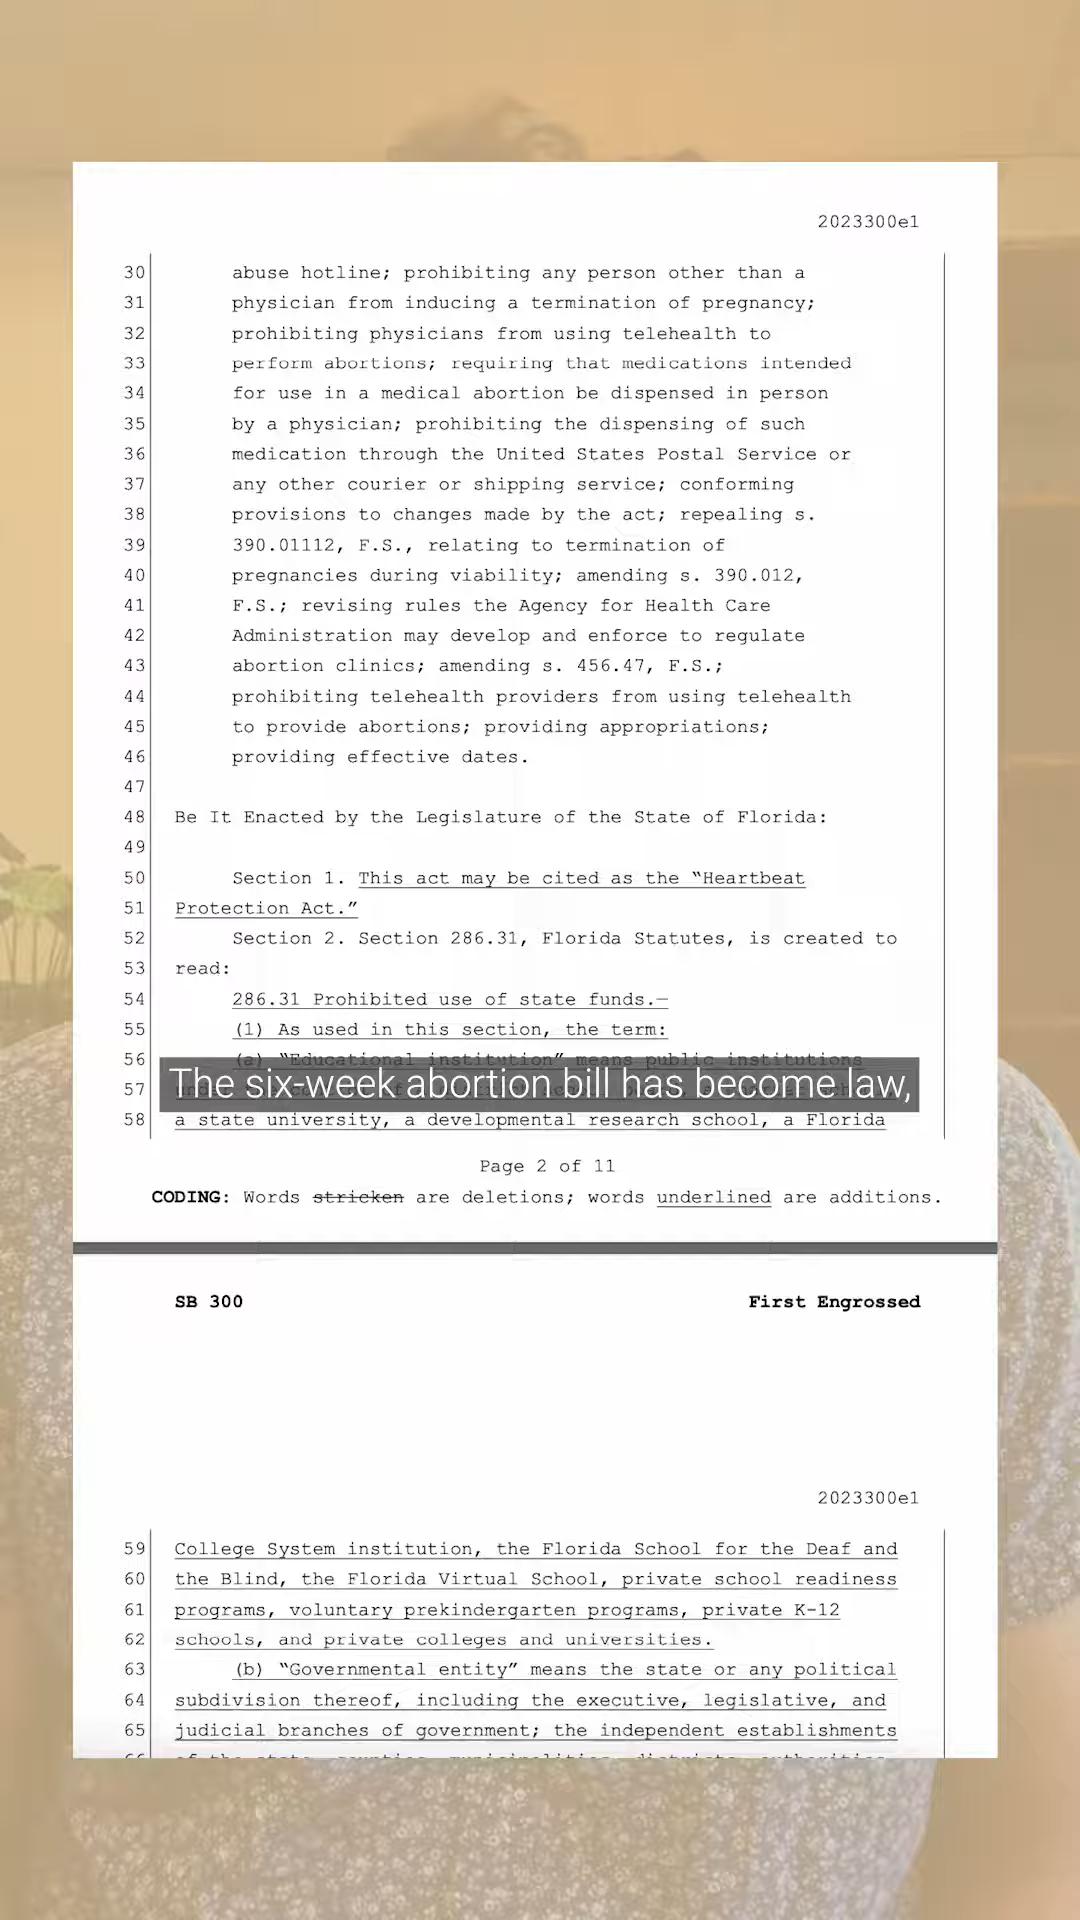 2023300e1
30 abuse hotline; prohibiting any person other than a
31 physician from inducing a termination of pregnancy;
32 prohibiting physicians from using telehealth to
33 perform abortions; requiring that medications intended
34 for use in a medical abortion be dispensed in person
35 by a physician; prohibiting the dispensing of such
36 medication through the United States Postal Service or
37 any other courier or shipping service; conforming
38 provisions to changes made by the act; repealing s.
39 390.01112, F.S., relating to termination of
40 pregnancies during viability; amending s. 390.012,
41 F.S.; revising rules the Agency for Health Care
42 Administration may develop and enforce to regulate
43 abortion clinics; amending s. 456.47, F.S.;
44 prohibiting telehealth providers from using telehealth
45 to provide abortions; providing appropriations;
46 providing effective dates.
47
48 Be It Enacted by the Legislature of the State of Florida:
49
50 Section 1. This act may be cited as the “Heartbeat
51 Protection Act.”
52 Section 2. Section 286.31, Florida Statutes, is created to
53 read:
54 286.31 Prohibited use of state funds.—
55 (1) As used in this section, the term:
56 (a) “Educational institution” means public institutions
57
The six-week abortion bill has become law,
58 a state university, a developmental research school, a Florida
Page 2 of 11
CODING: Words stricken are deletions; words underlined are additions.
SB 300 First Engrossed
2023300e1
59 College System institution, the Florida School for the Deaf and
60 the Blind, the Florida Virtual School, private school readiness
61 programs, voluntary prekindergarten programs, private K-12
62 schools, and private colleges and universities.
63 (b) “Governmental entity” means the state or any political
64 subdivision thereof, including the executive, legislative, and
65 judicial branches of government; the independent establishments